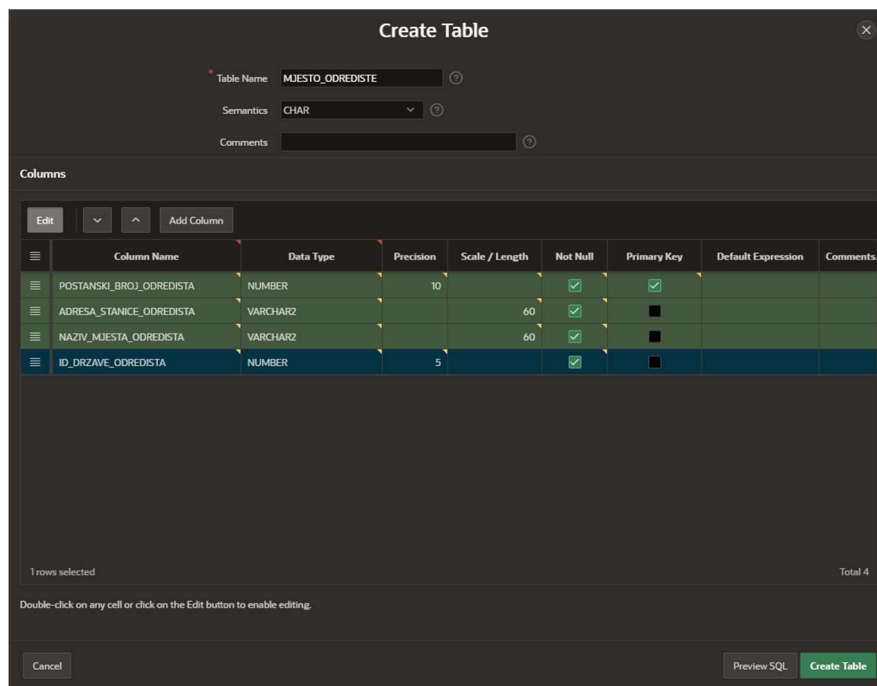 Create Table
* Table Name MJESTO_ODREDISTE ?
Semantics CHAR ?
Comments ?
Columns
Edit Add Column
Column Name Data Type Precision Scale / Length Not Null Primary Key Default Expression Comments.
POSTANSKI_BROJ_ODREDISTA NUMBER 10
ADRESA_STANICE_ODREDISTA VARCHAR2 60
NAZIV_MJESTA_ODREDISTA VARCHAR2 60
ID_DRZAVE_ODREDISTA NUMBER 5
1 rows selected Total 4
Double-click on any cell or click on the Edit button to enable editing.
Cancel Preview SQL Create Table